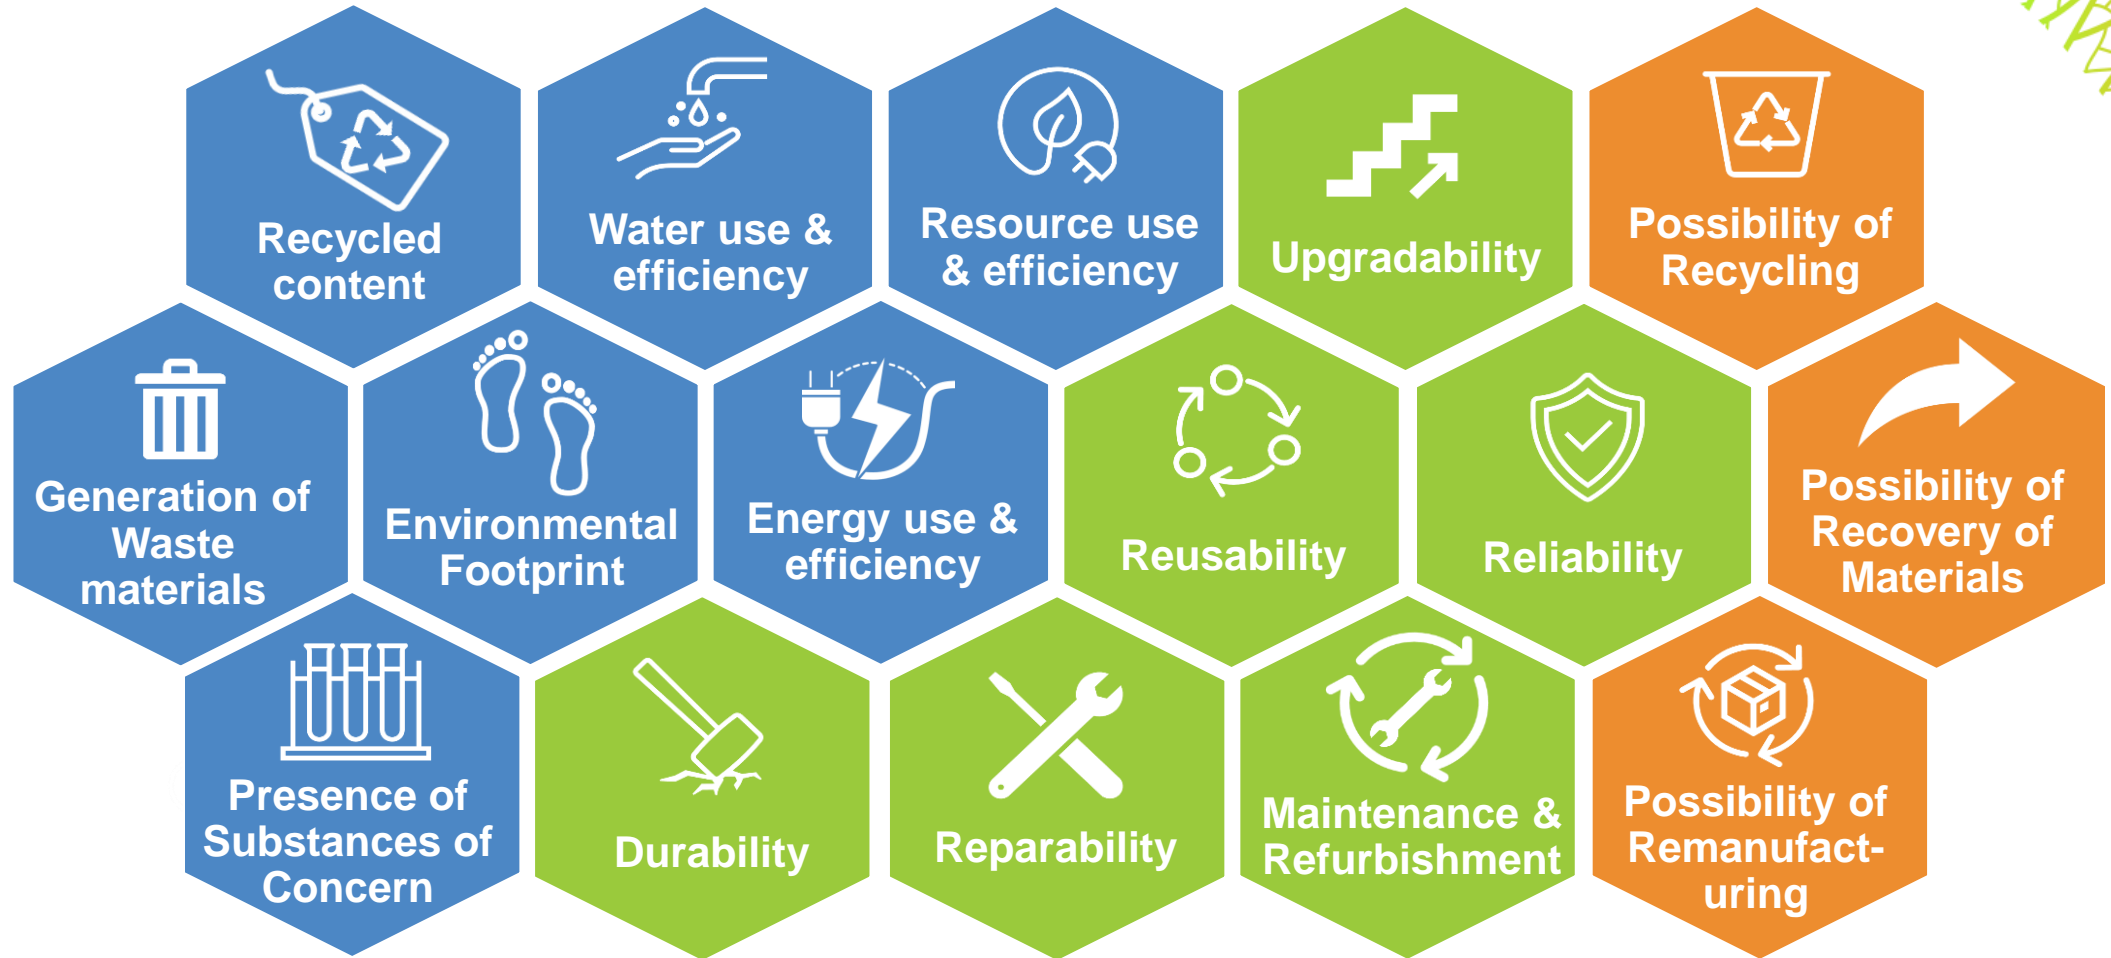 Recycled
content
Water use &
efficiency
Resource use
& efficiency
Upgradability
Possibility of
Recycling
Generation of
Waste
materials
Environmental
Footprint
Energy use &
efficiency
Reusability
Reliability
Possibility of
Recovery of
Materials
Presence of
Substances of
Concern
Durability
Reparability
Maintenance &
Refurbishment
Possibility of
Remanufact-
uring